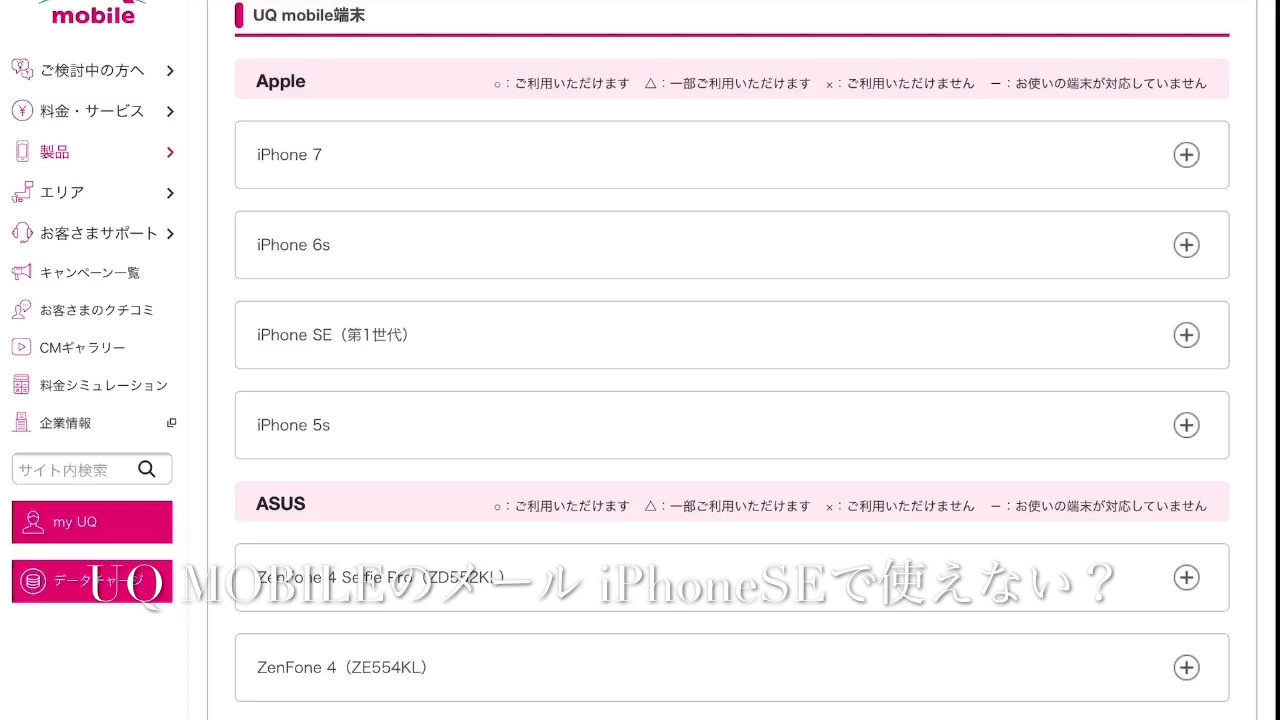 mobile
ご検討中の方へ
料金・サービス
製品
エリア
お客さまサポート
キャンペーン一覧
お客さまのクチコミ
CMギャラリー
料金シミュレーション
企業情報
サイト内検索
my UQ
データチャージ
UQ mobile端末
Apple ○：ご利用いただけます △：一部ご利用いただけます ×：ご利用いただけません －：お使いの端末が対応していません
iPhone 7
iPhone 6s
iPhone SE（第1世代）
iPhone 5s
ASUS ○：ご利用いただけます △：一部ご利用いただけます ×：ご利用いただけません －：お使いの端末が対応していません
ZenFone 4 Selfie Pro（ZD552KL）
UQ MOBILEのメール iPhoneSEで使えない？
ZenFone 4（ZE554KL）